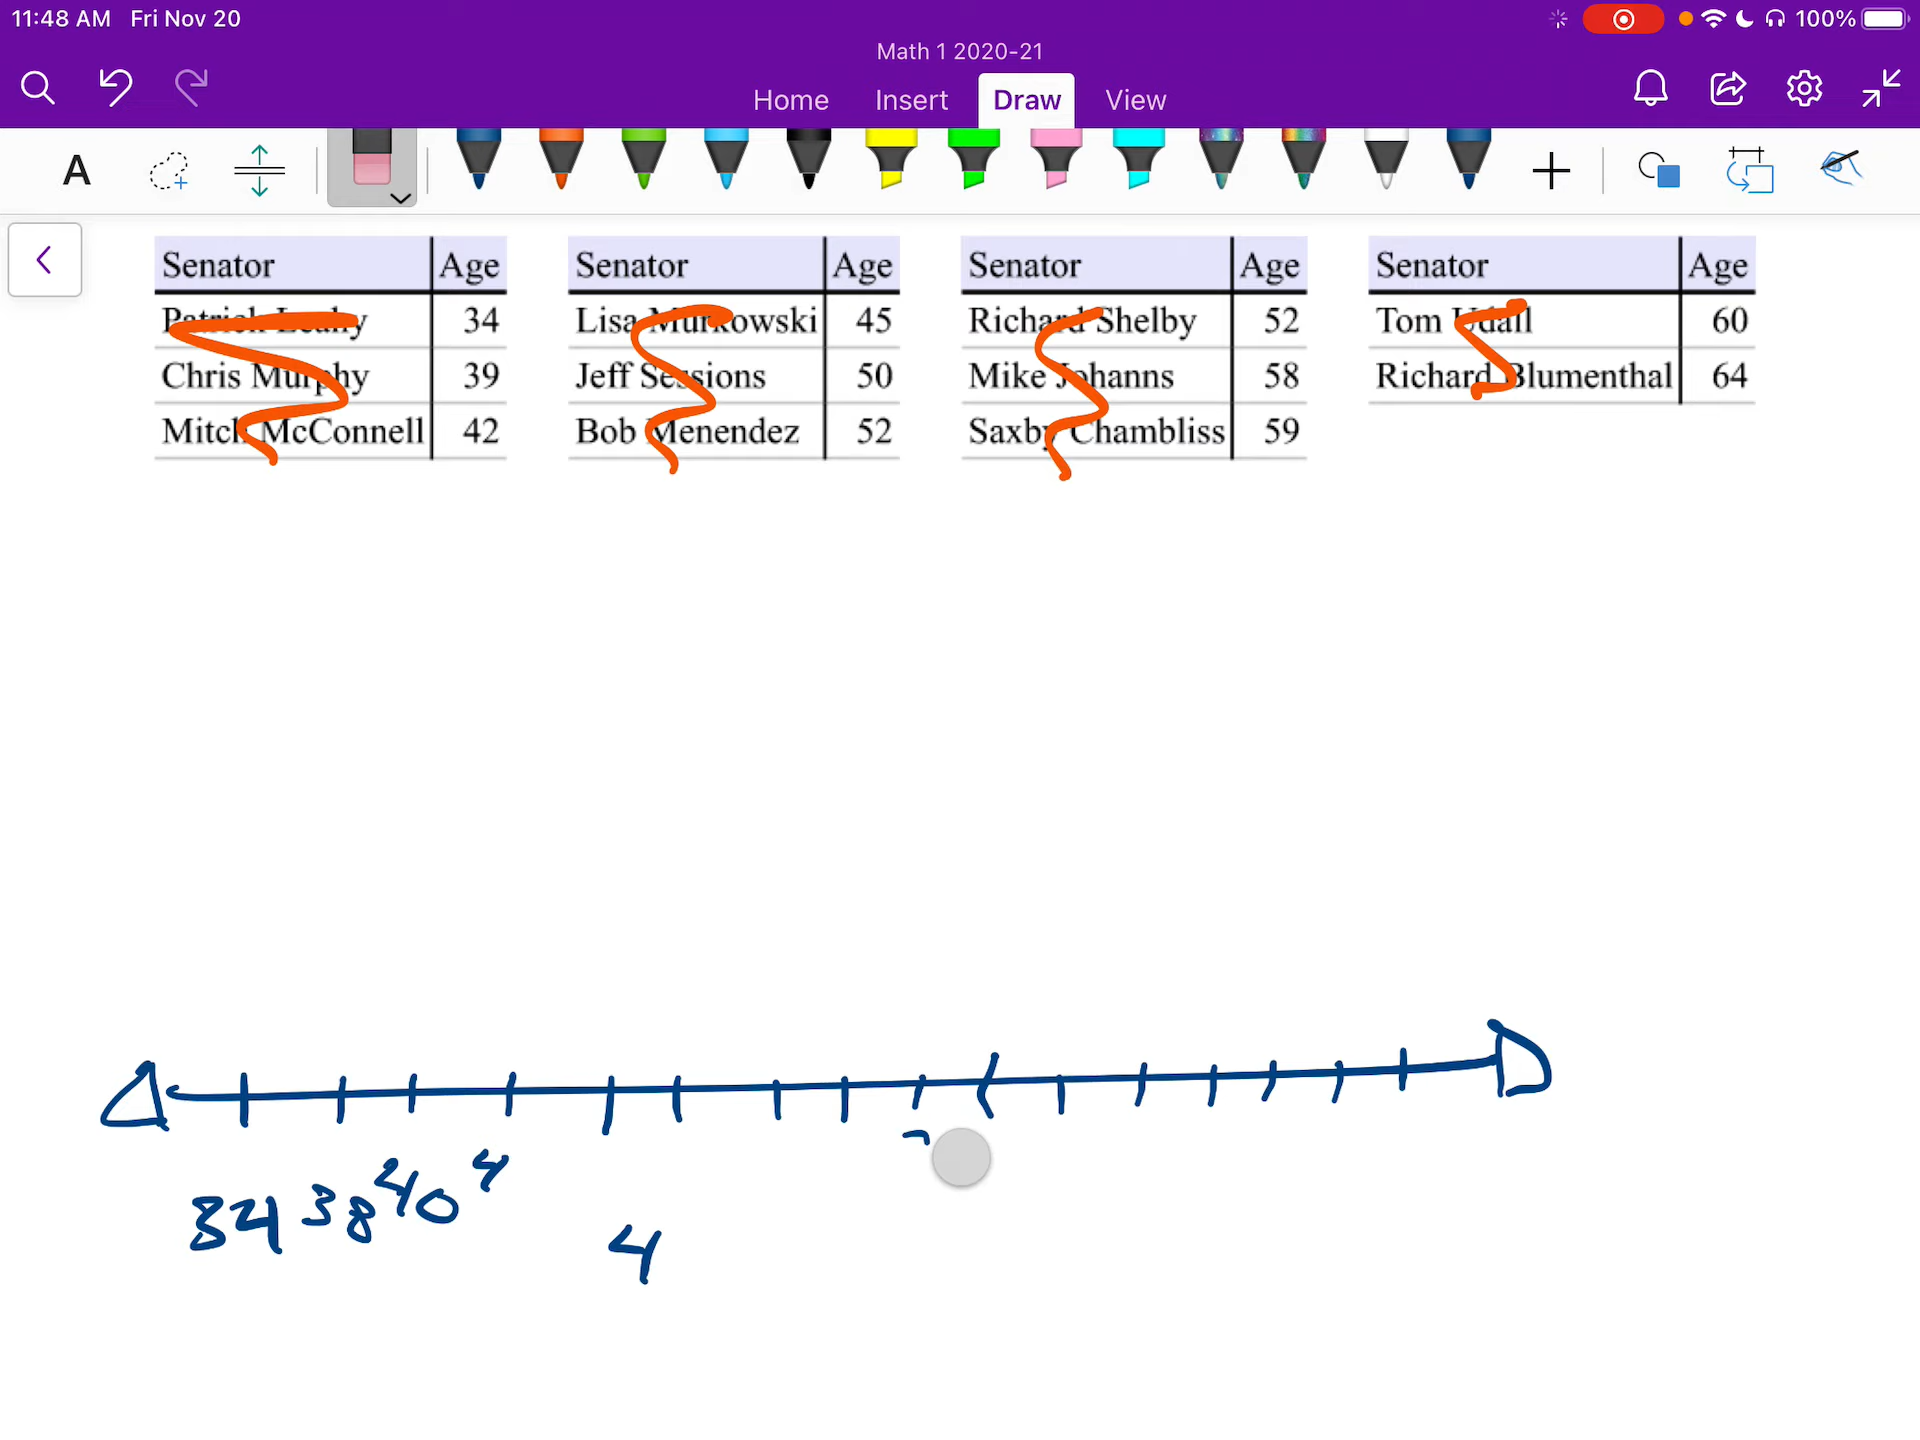 11:48 AM Fri Nov 20 100%
Math 1 2020-21
Home Insert Draw View
A
Senator Age Senator Age Senator Age Senator Age
Patrick Leahy 34 Lisa Murkowski 45 Richard Shelby 52 Tom Udall 60
Chris Murphy 39 Jeff Sessions 50 Mike Johanns 58 Richard Blumenthal 64
Mitch McConnell 42 Bob Menendez 52 Saxby Chambliss 59
34 38 40 4
4